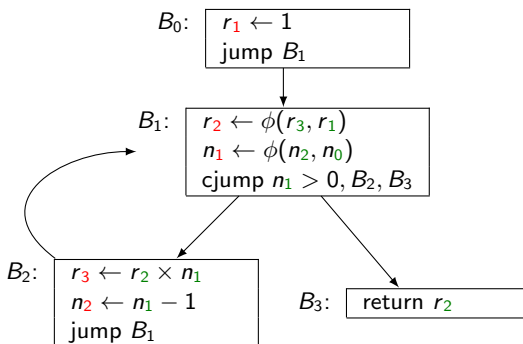 B₀: r₁ ← 1
jump B₁
B₁: r₂ ← ϕ(r₃, r₁)
n₁ ← ϕ(n₂, n₀)
cjump n₁ > 0, B₂, B₃
B₂: r₃ ← r₂ × n₁
n₂ ← n₁ − 1
jump B₁
B₃: return r₂